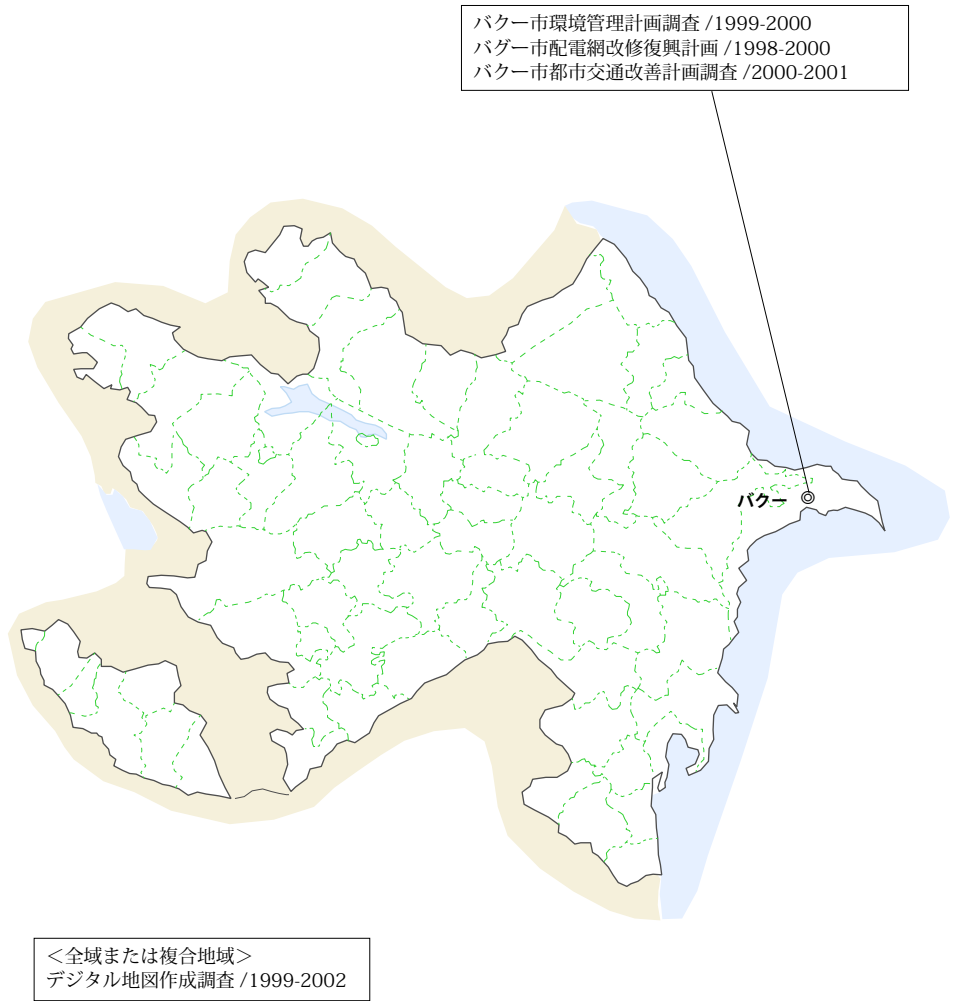 バクー市環境管理計画調査 /1999-2000
バグー市配電網改修復興計画 /1998-2000
バクー市都市交通改善計画調査 /2000-2001
バクー
＜全域または複合地域＞
デジタル地図作成調査 /1999-2002